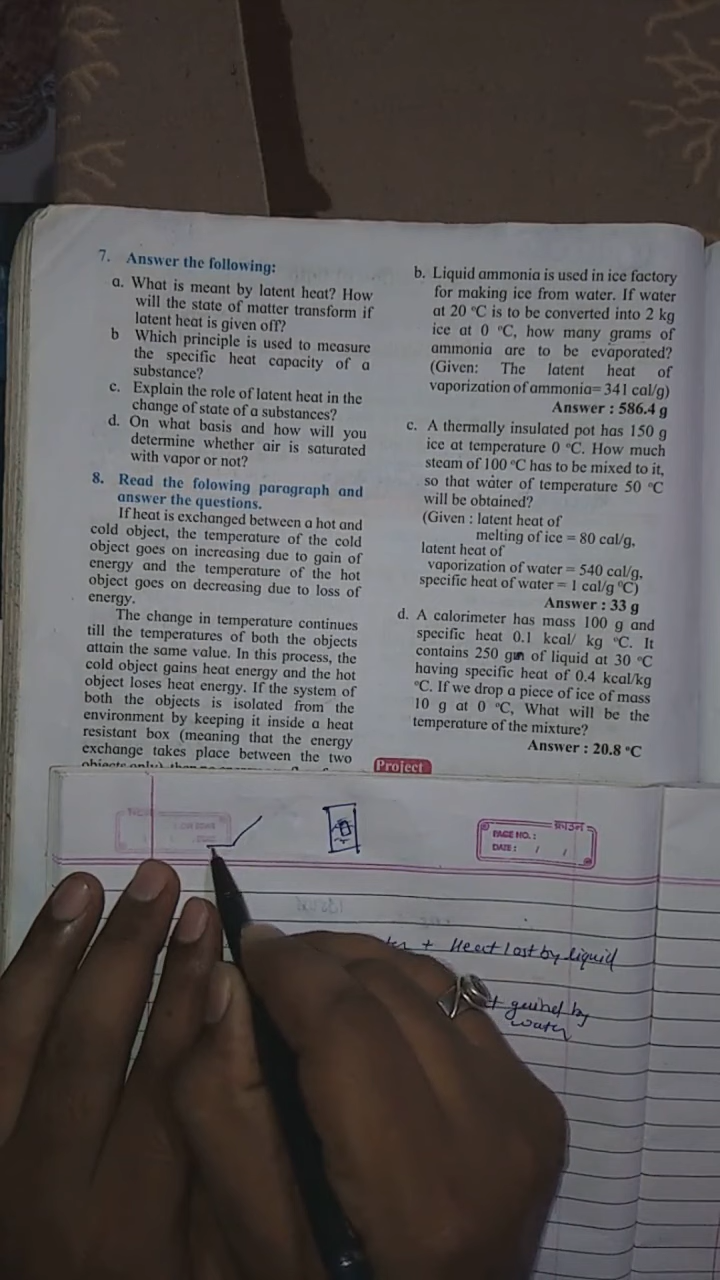 7. Answer the following:
a. What is meant by latent heat? How
will the state of matter transform if
latent heat is given off?
b Which principle is used to measure
the specific heat capacity of a
substance?
c. Explain the role of latent heat in the
change of state of a substances?
d. On what basis and how will you
determine whether air is saturated
with vapor or not?
8. Read the folowing paragraph and
answer the questions.
If heat is exchanged between a hot and
cold object, the temperature of the cold
object goes on increasing due to gain of
energy and the temperature of the hot
object goes on decreasing due to loss of
energy.
The change in temperature continues
till the temperatures of both the objects
attain the same value. In this process, the
cold object gains heat energy and the hot
object loses heat energy. If the system of
both the objects is isolated from the
environment by keeping it inside a heat
resistant box (meaning that the energy
exchange takes place between the two
objects only)
b. Liquid ammonia is used in ice factory
for making ice from water. If water
at 20 °C is to be converted into 2 kg
ice at 0 °C, how many grams of
ammonia are to be evaporated?
(Given: The latent heat of
vaporization of ammonia= 341 cal/g)
Answer : 586.4 g
c. A thermally insulated pot has 150 g
ice at temperature 0 °C. How much
steam of 100 °C has to be mixed to it,
so that water of temperature 50 °C
will be obtained?
(Given : latent heat of
melting of ice = 80 cal/g,
latent heat of
vaporization of water = 540 cal/g,
specific heat of water = 1 cal/g °C)
Answer : 33 g
d. A calorimeter has mass 100 g and
specific heat 0.1 kcal/ kg °C. It
contains 250 gm of liquid at 30 °C
having specific heat of 0.4 kcal/kg
°C. If we drop a piece of ice of mass
10 g at 0 °C, What will be the
temperature of the mixture?
Answer : 20.8 °C
Project
PAGE NO. :
DATE : / /
+ Heat lost by liquid
gained by
water